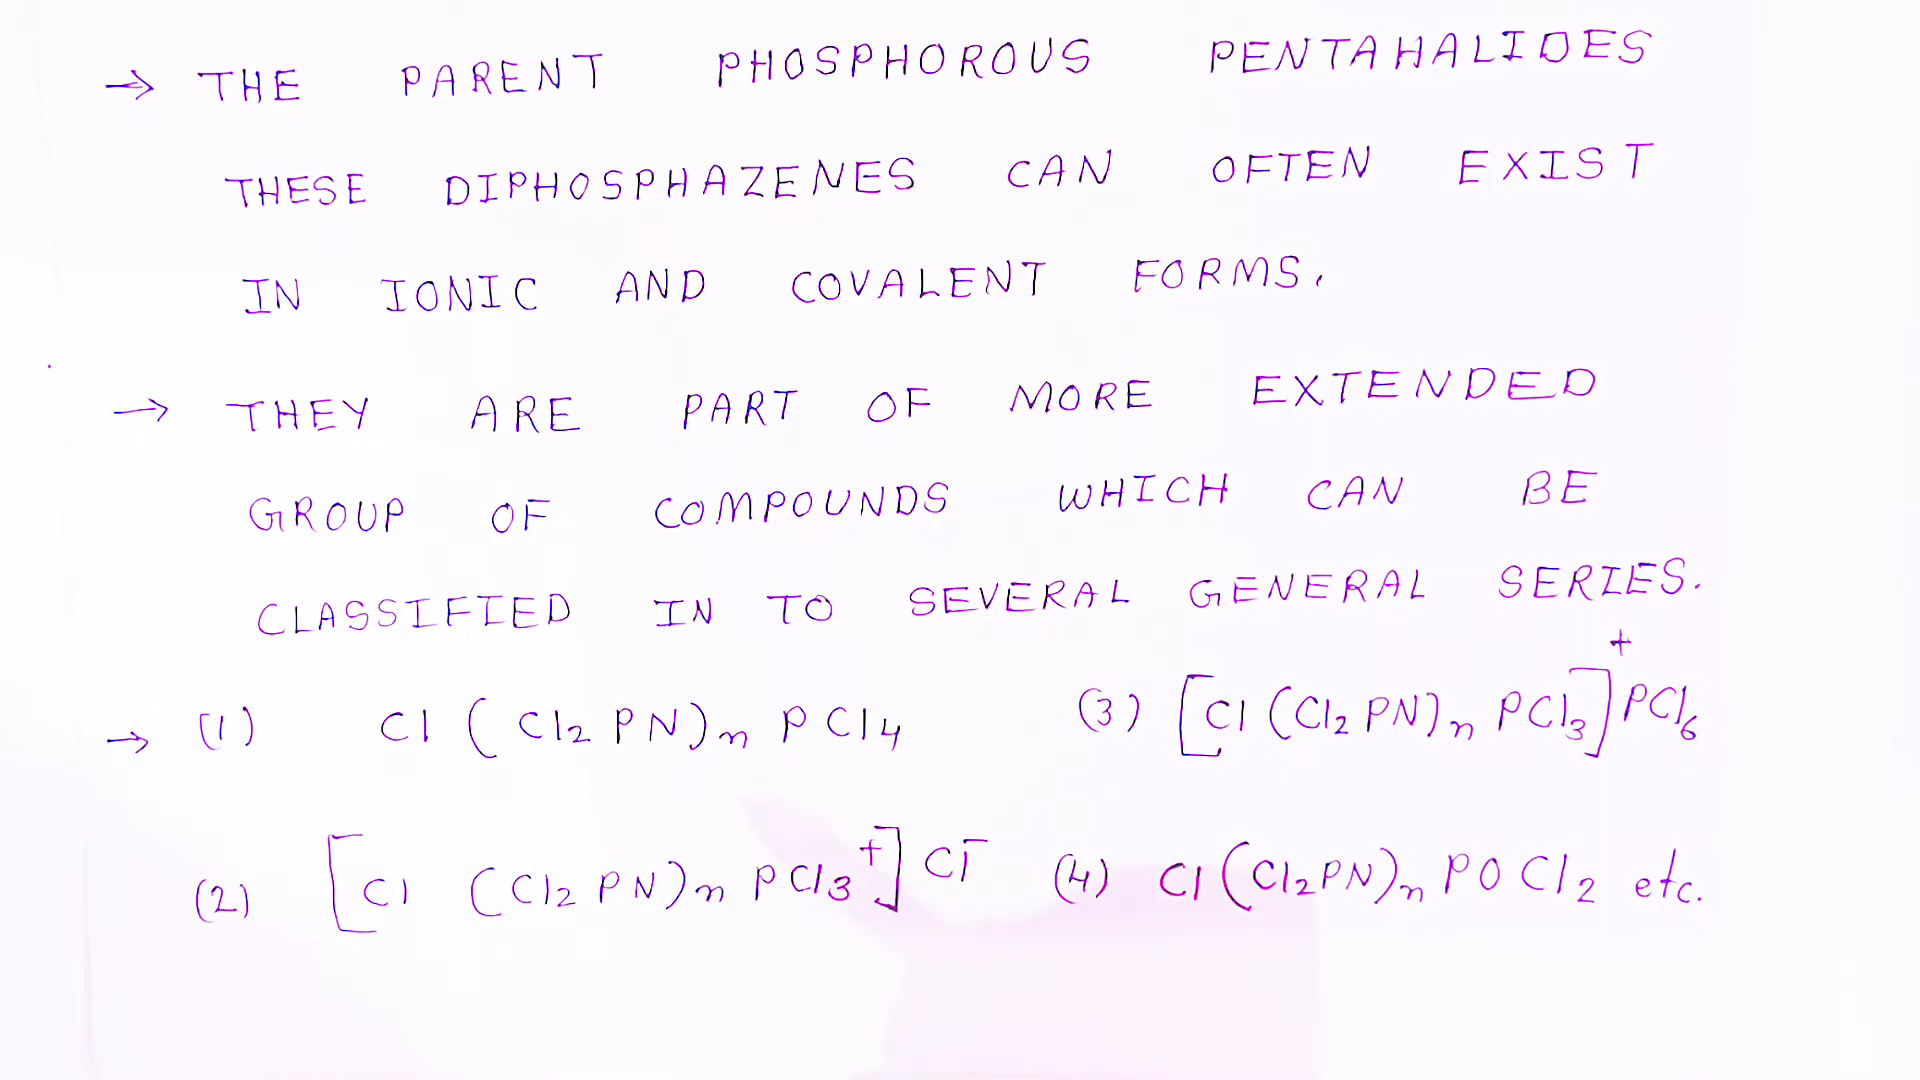 → THE PARENT PHOSPHOROUS PENTAHALIDES
THESE DIPHOSPHAZENES CAN OFTEN EXIST
IN IONIC AND COVALENT FORMS.
→ THEY ARE PART OF MORE EXTENDED
GROUP OF COMPOUNDS WHICH CAN BE
CLASSIFIED IN TO SEVERAL GENERAL SERIES.
→ (1) Cl (Cl₂ PN)ₙ PCl₄ (3) [Cl (Cl₂ PN)ₙ PCl₃]⁺ PCl₆
(2) [Cl (Cl₂ PN)ₙ PCl₃⁺] Cl⁻ (4) Cl (Cl₂PN)ₙ POCl₂ etc.